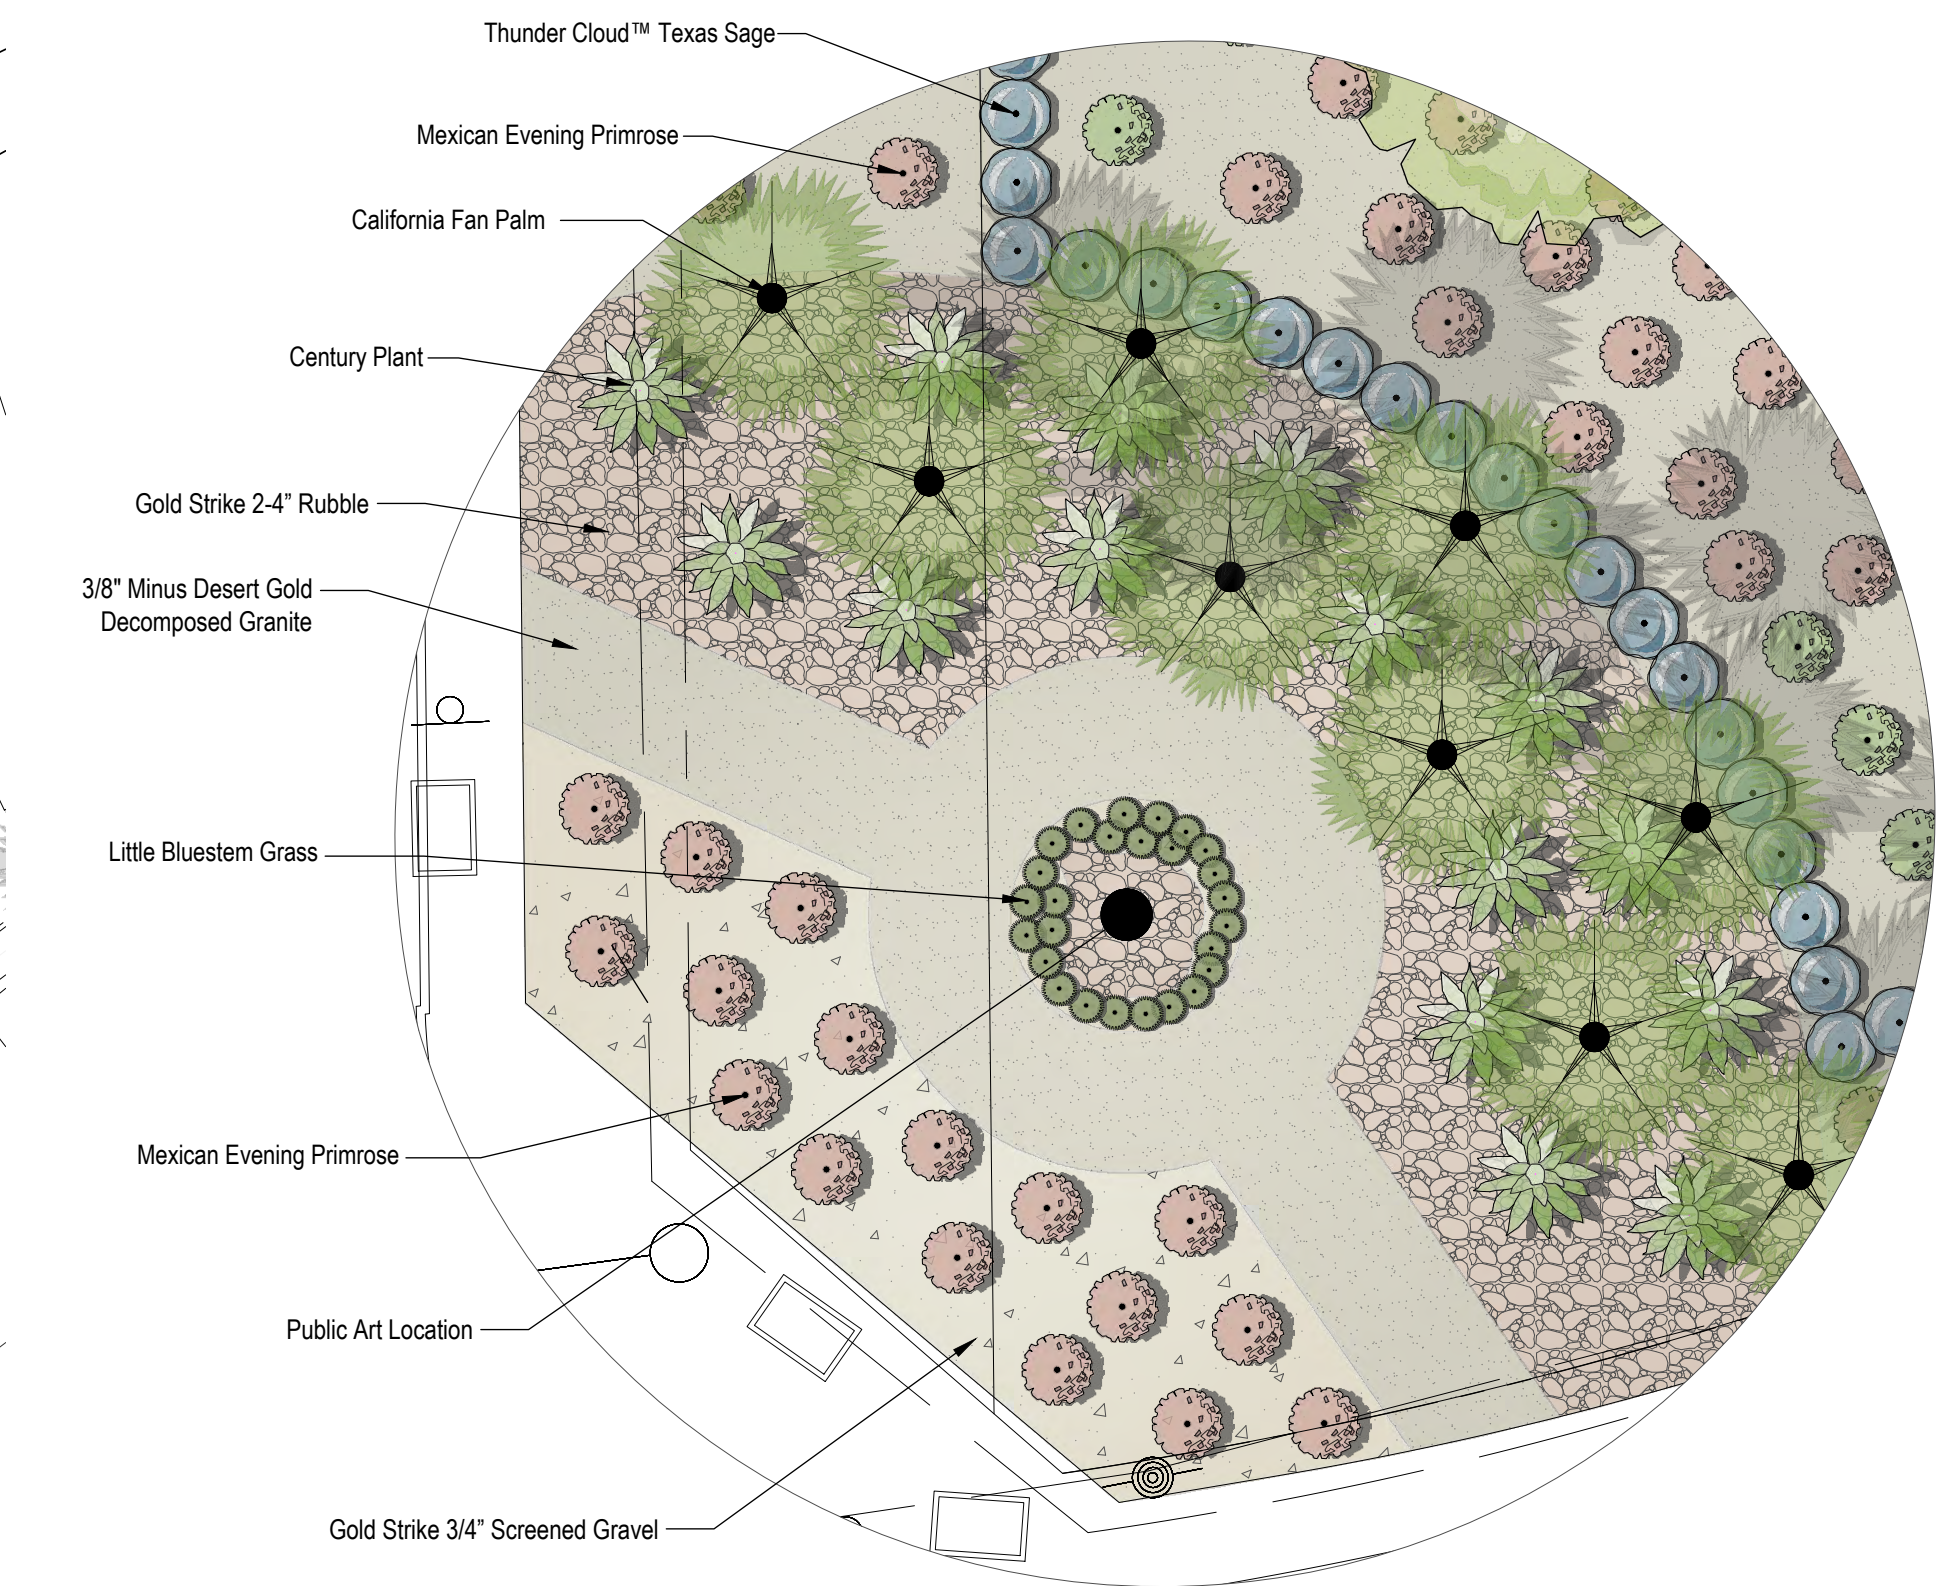 Thunder Cloud™ Texas Sage
Mexican Evening Primrose
California Fan Palm
Century Plant
Gold Strike 2-4” Rubble
3/8" Minus Desert Gold
Decomposed Granite
Little Bluestem Grass
Mexican Evening Primrose
Public Art Location
Gold Strike 3/4” Screened Gravel